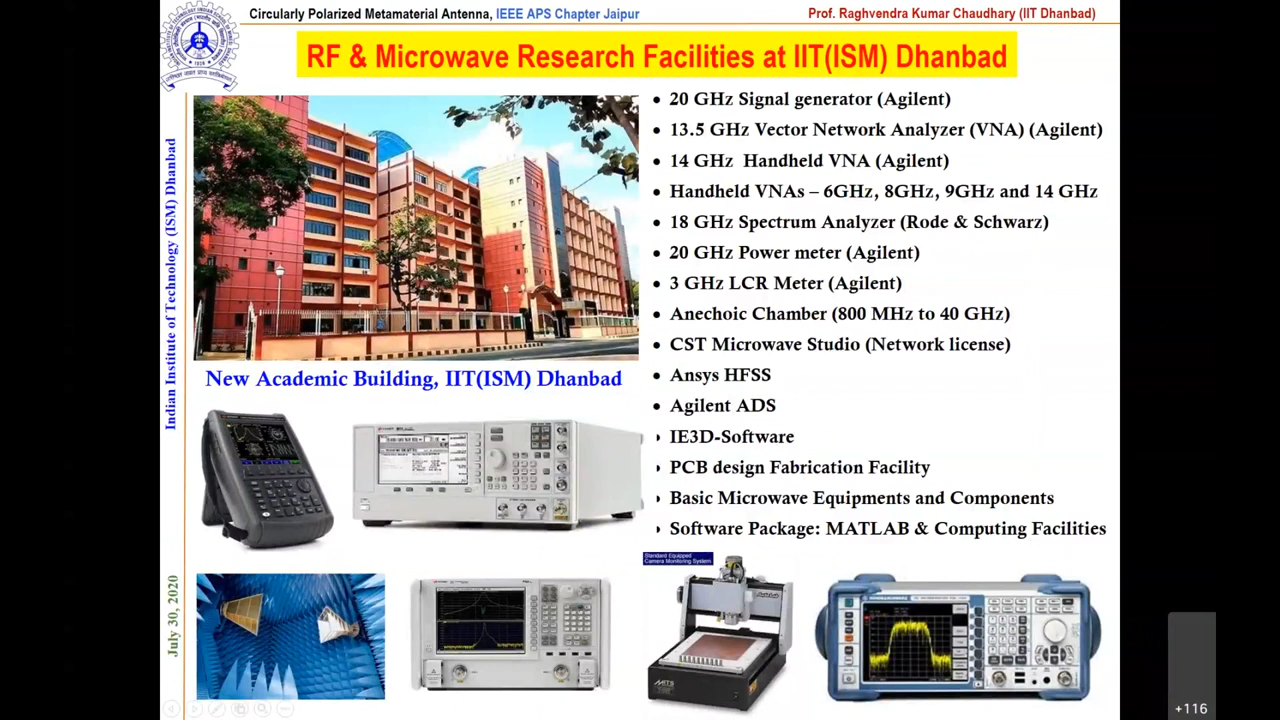 Circularly Polarized Metamaterial Antenna, IEEE APS Chapter Jaipur
Prof. Raghvendra Kumar Chaudhary (IIT Dhanbad)
RF & Microwave Research Facilities at IIT(ISM) Dhanbad
Indian Institute of Technology (ISM) Dhanbad
July 30, 2020
New Academic Building, IIT(ISM) Dhanbad
• 20 GHz Signal generator (Agilent)
• 13.5 GHz Vector Network Analyzer (VNA) (Agilent)
• 14 GHz Handheld VNA (Agilent)
• Handheld VNAs – 6GHz, 8GHz, 9GHz and 14 GHz
• 18 GHz Spectrum Analyzer (Rode & Schwarz)
• 20 GHz Power meter (Agilent)
• 3 GHz LCR Meter (Agilent)
• Anechoic Chamber (800 MHz to 40 GHz)
• CST Microwave Studio (Network license)
• Ansys HFSS
• Agilent ADS
• IE3D-Software
• PCB design Fabrication Facility
• Basic Microwave Equipments and Components
• Software Package: MATLAB & Computing Facilities
Standard Equipped
Camera Monitoring System
MITS
+116